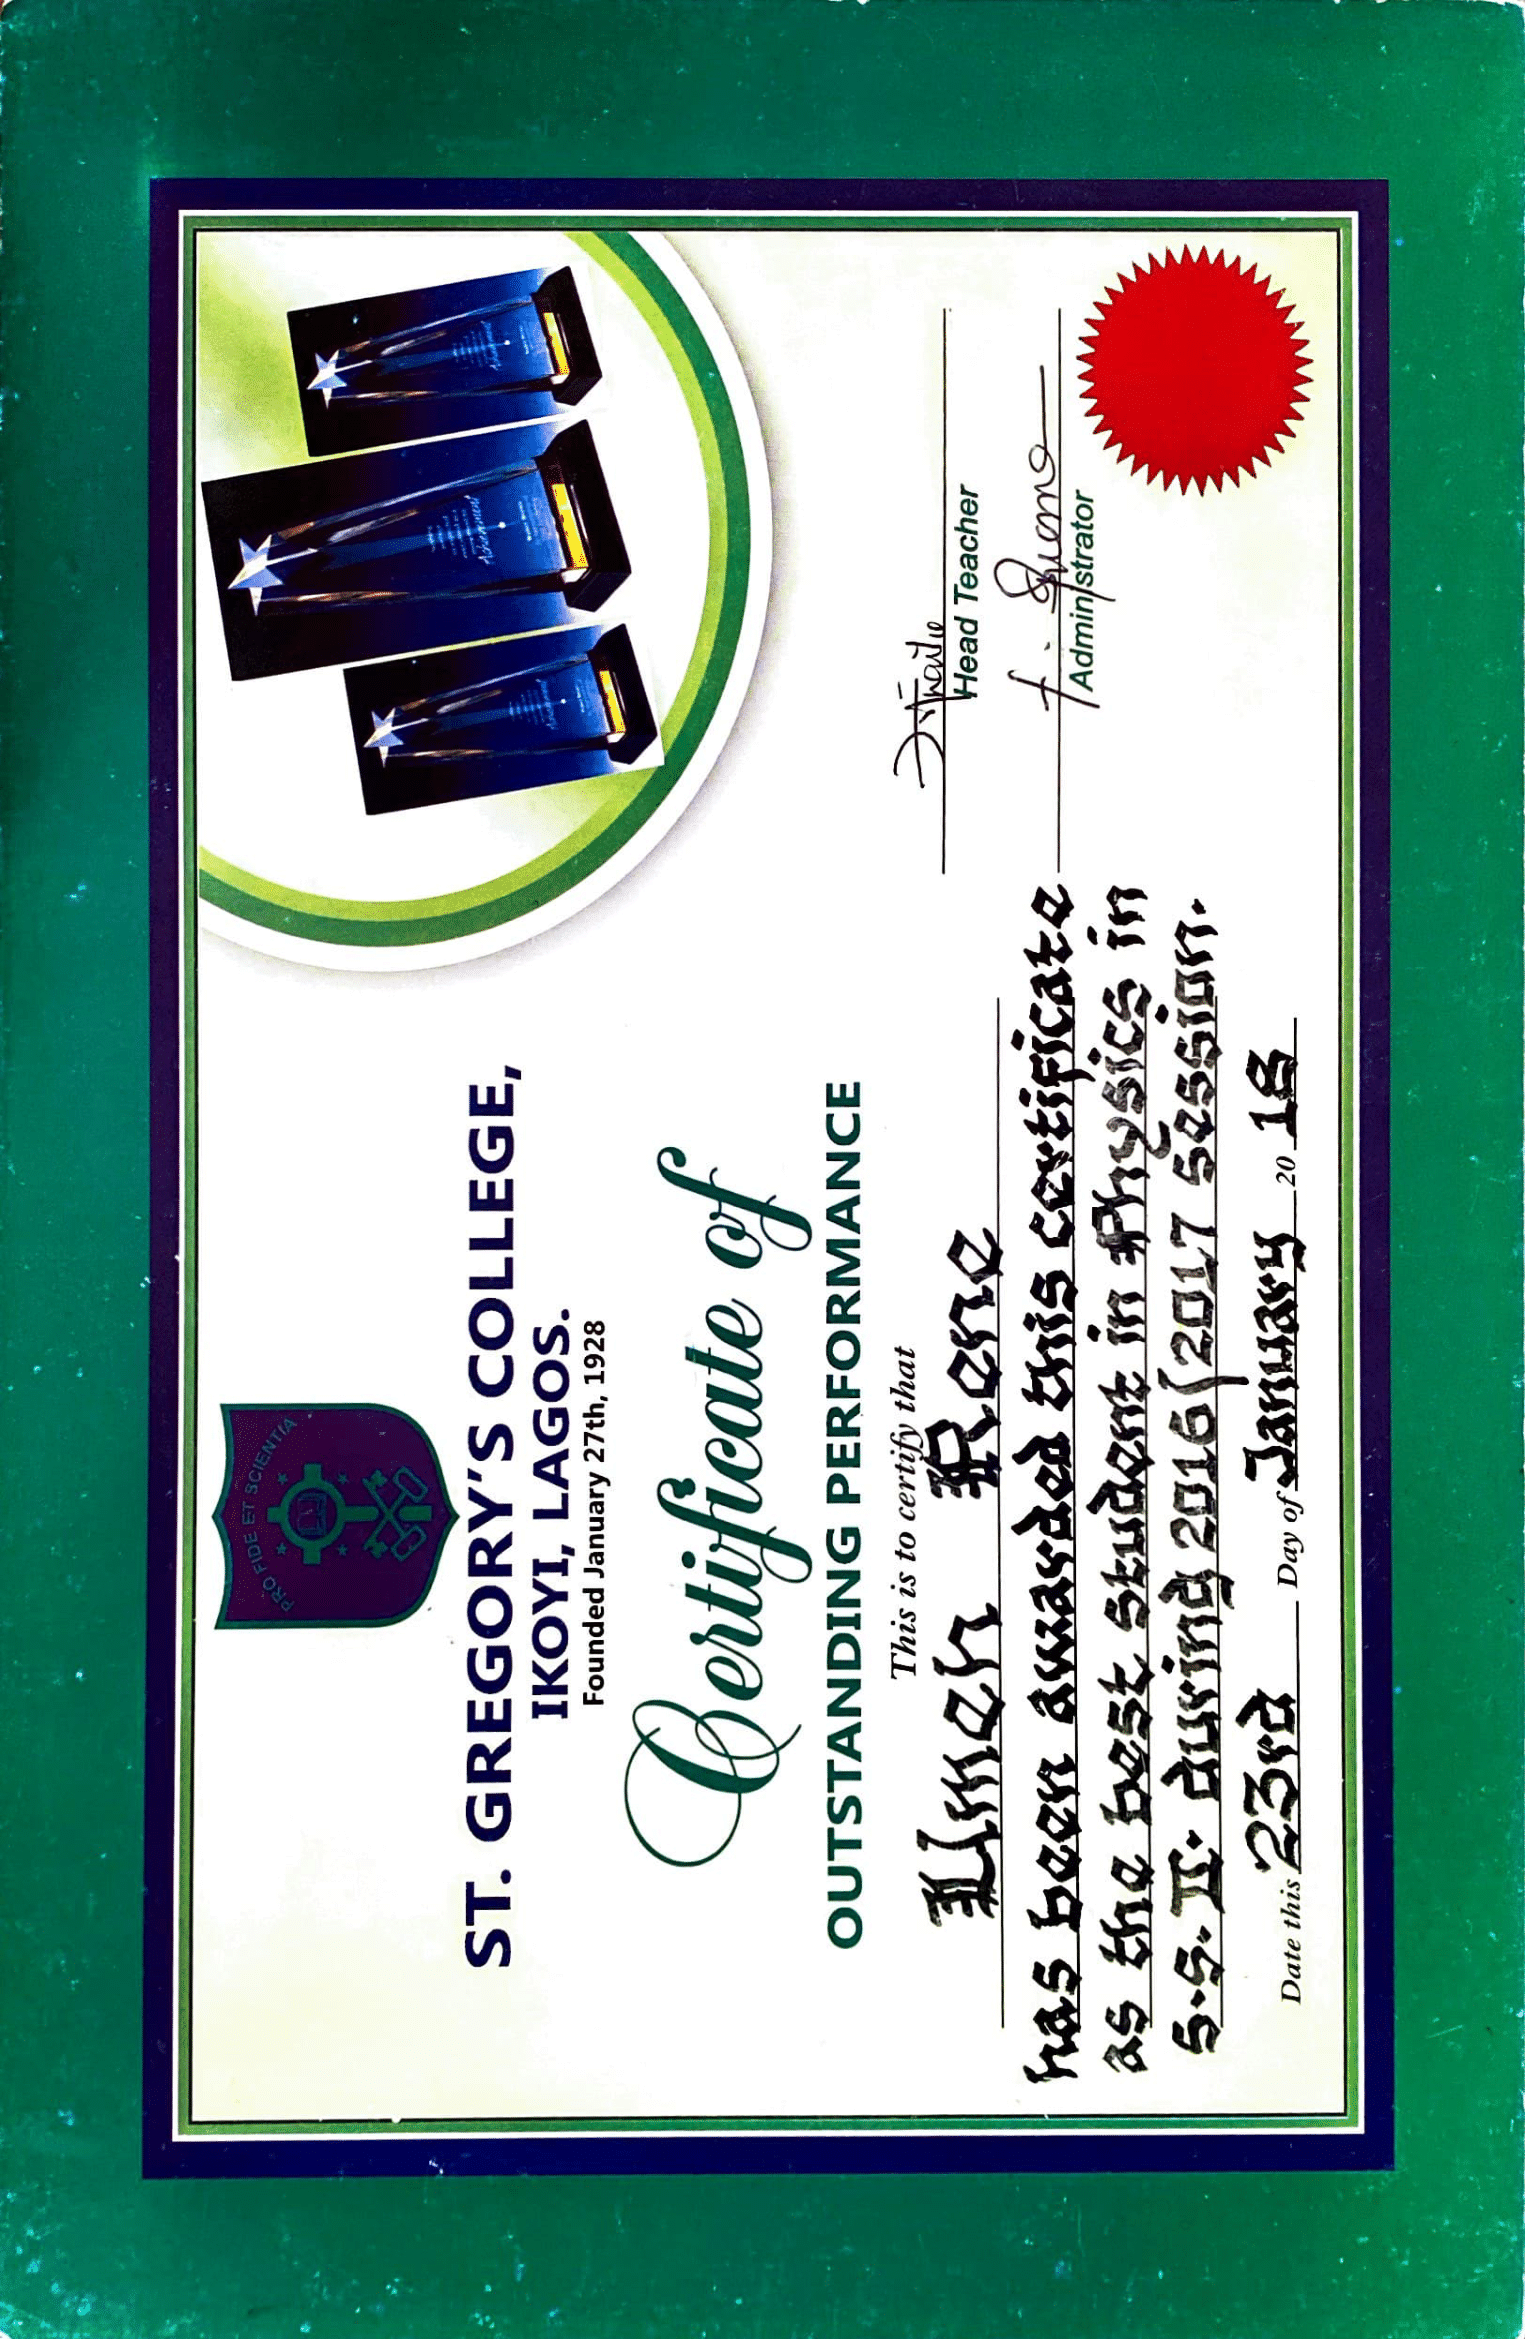 PRO FIDE ET SCIENTIA
ST. GREGORY'S COLLEGE,
IKOYI, LAGOS.
Founded January 27th, 1928
Certificate of
OUTSTANDING PERFORMANCE
This is to certify that
Umeh Rene
has been awarded this certificate
as the best student in Physics in
S.S. II. during 2016/2017 session.
Date this 23rd Day of January 20 18
Head Teacher
Administrator